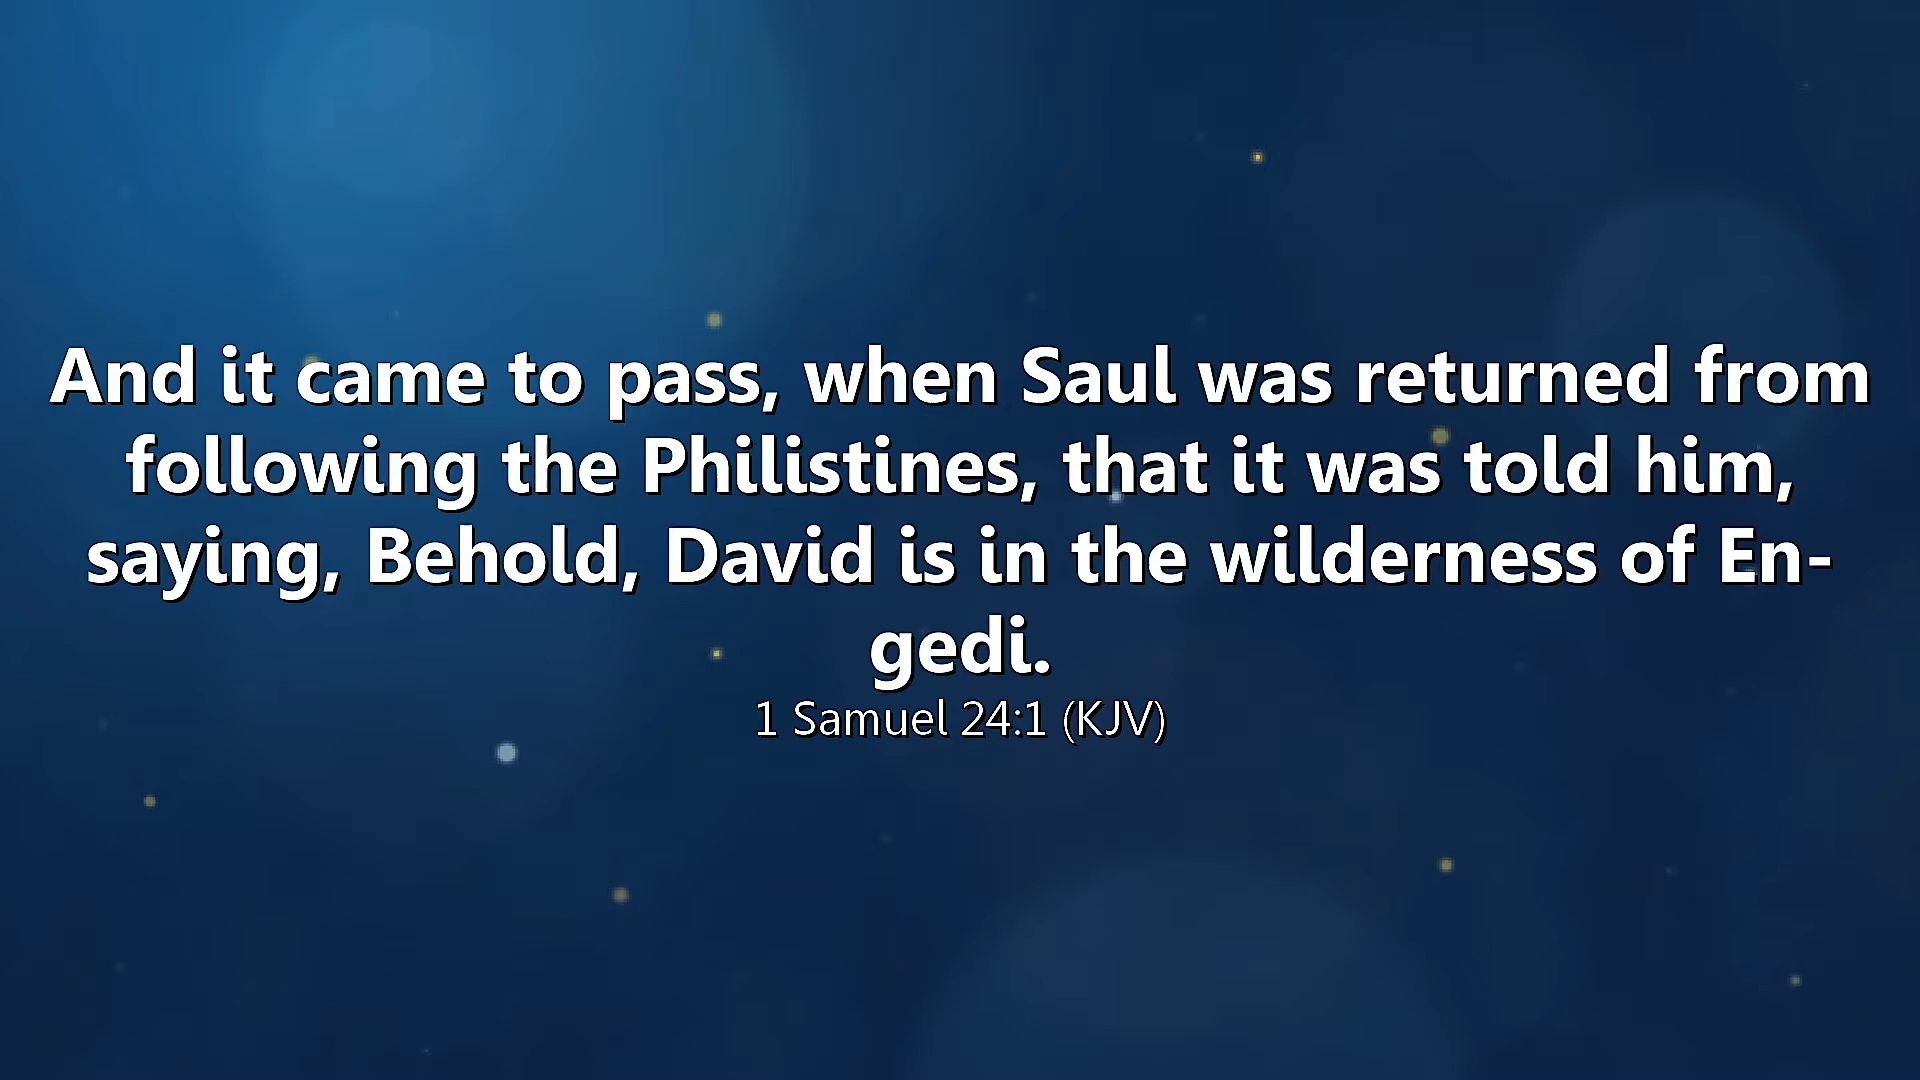 And it came to pass, when Saul was returned from
following the Philistines, that it was told him,
saying, Behold, David is in the wilderness of En-
gedi.
1 Samuel 24:1 (KJV)